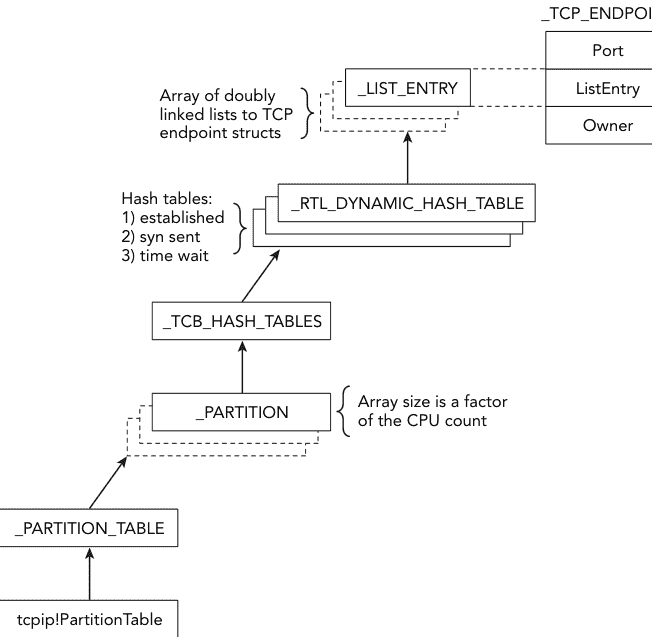 _TCP_ENDPOI
Port
_LIST_ENTRY
ListEntry
Owner
Array of doubly
linked lists to TCP
endpoint structs
Hash tables:
1) established
2) syn sent
3) time wait
_RTL_DYNAMIC_HASH_TABLE
_TCB_HASH_TABLES
_PARTITION
Array size is a factor
of the CPU count
_PARTITION_TABLE
tcpip!PartitionTable